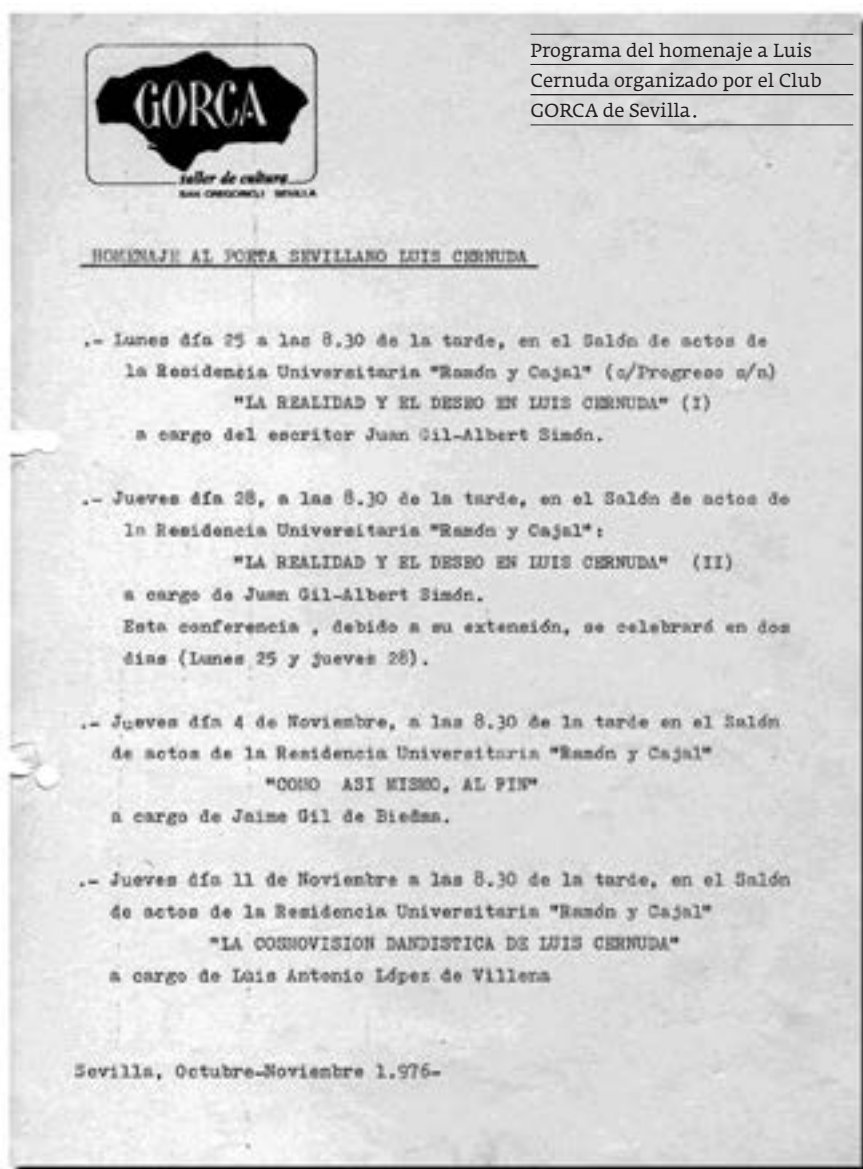 GORCA
taller de cultura
SAN GREGORIO, 1 SEVILLA
Programa del homenaje a Luis
Cernuda organizado por el Club
GORCA de Sevilla.
HOMENAJE AL POETA SEVILLANO LUIS CERNUDA
.- Lunes día 25 a las 8.30 de la tarde, en el Salón de actos de
la Residencia Universitaria "Ramón y Cajal" (c/Progreso s/n)
"LA REALIDAD Y EL DESEO EN LUIS CERNUDA" (I)
a cargo del escritor Juan Gil-Albert Simón.
.- Jueves día 28, a las 8.30 de la tarde, en el Salón de actos de
la Residencia Universitaria "Ramón y Cajal":
"LA REALIDAD Y EL DESEO EN LUIS CERNUDA" (II)
a cargo de Juan Gil-Albert Simón.
Esta conferencia , debido a su extensión, se celebrará en dos
días (Lunes 25 y jueves 28).
.- Jueves día 4 de Noviembre, a las 8.30 de la tarde en el Salón
de actos de la Residencia Universitaria "Ramón y Cajal"
"COMO ASI MISMO, AL FIN"
a cargo de Jaime Gil de Biedma.
.- Jueves día 11 de Noviembre a las 8.30 de la tarde, en el Salón
de actos de la Residencia Universitaria "Ramón y Cajal"
"LA COSMOVISION DANDISTICA DE LUIS CERNUDA"
a cargo de Luis Antonio López de Villena
Sevilla, Octubre-Noviembre 1.976-